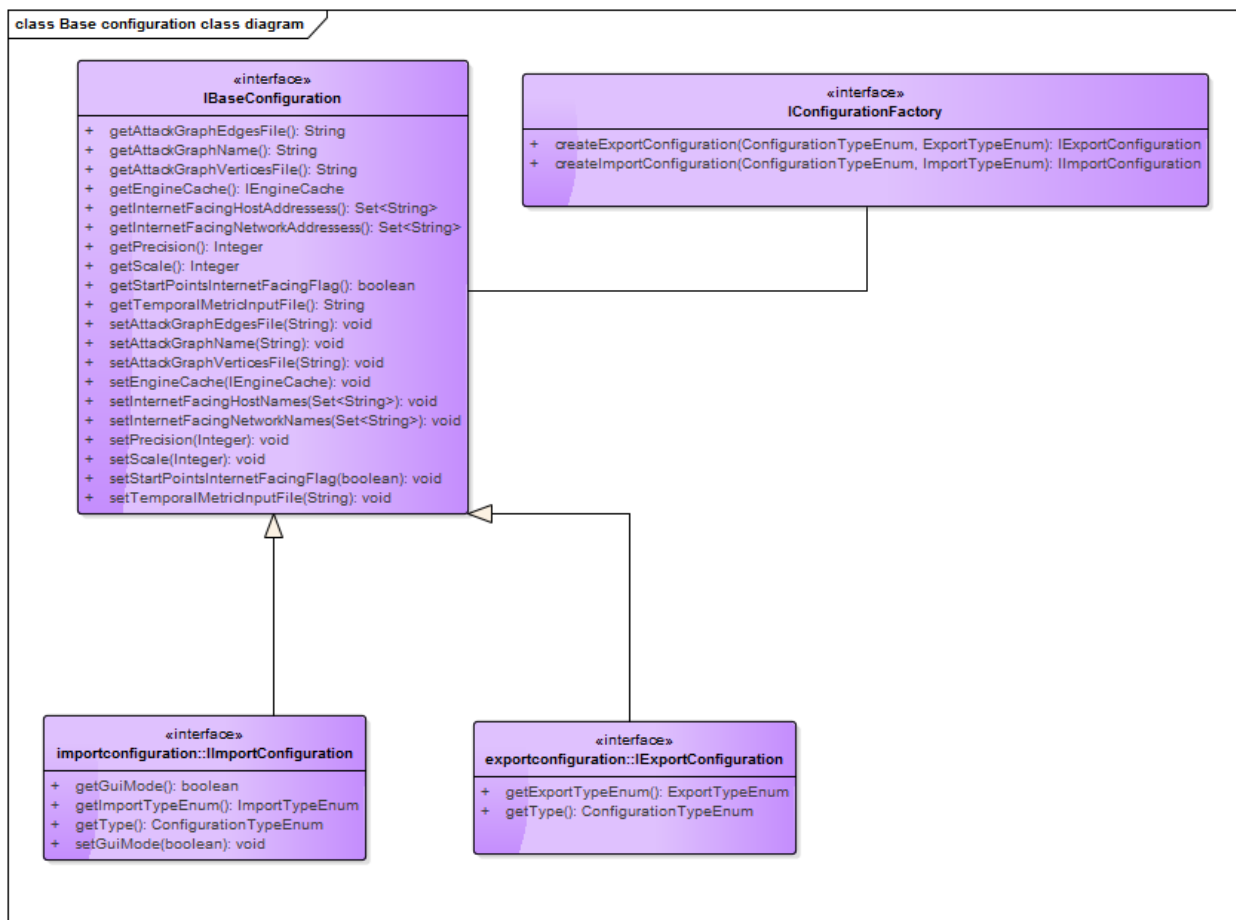 class Base configuration class diagram
«interface»
IBaseConfiguration
+ getAttackGraphEdgesFile(): String
+ getAttackGraphName(): String
+ getAttackGraphVerticesFile(): String
+ getEngineCache(): IEngineCache
+ getInternetFacingHostAddressess(): Set<String>
+ getInternetFacingNetworkAddressess(): Set<String>
+ getPrecision(): Integer
+ getScale(): Integer
+ getStartPointsInternetFacingFlag(): boolean
+ getTemporalMetricInputFile(): String
+ setAttackGraphEdgesFile(String): void
+ setAttackGraphName(String): void
+ setAttackGraphVerticesFile(String): void
+ setEngineCache(IEngineCache): void
+ setInternetFacingHostNames(Set<String>): void
+ setInternetFacingNetworkNames(Set<String>): void
+ setPrecision(Integer): void
+ setScale(Integer): void
+ setStartPointsInternetFacingFlag(boolean): void
+ setTemporalMetricInputFile(String): void
«interface»
IConfigurationFactory
+ createExportConfiguration(ConfigurationTypeEnum, ExportTypeEnum): IExportConfiguration
+ createImportConfiguration(ConfigurationTypeEnum, ImportTypeEnum): IImportConfiguration
«interface»
importconfiguration::IImportConfiguration
+ getGuiMode(): boolean
+ getImportTypeEnum(): ImportTypeEnum
+ getType(): ConfigurationTypeEnum
+ setGuiMode(boolean): void
«interface»
exportconfiguration::IExportConfiguration
+ getExportTypeEnum(): ExportTypeEnum
+ getType(): ConfigurationTypeEnum